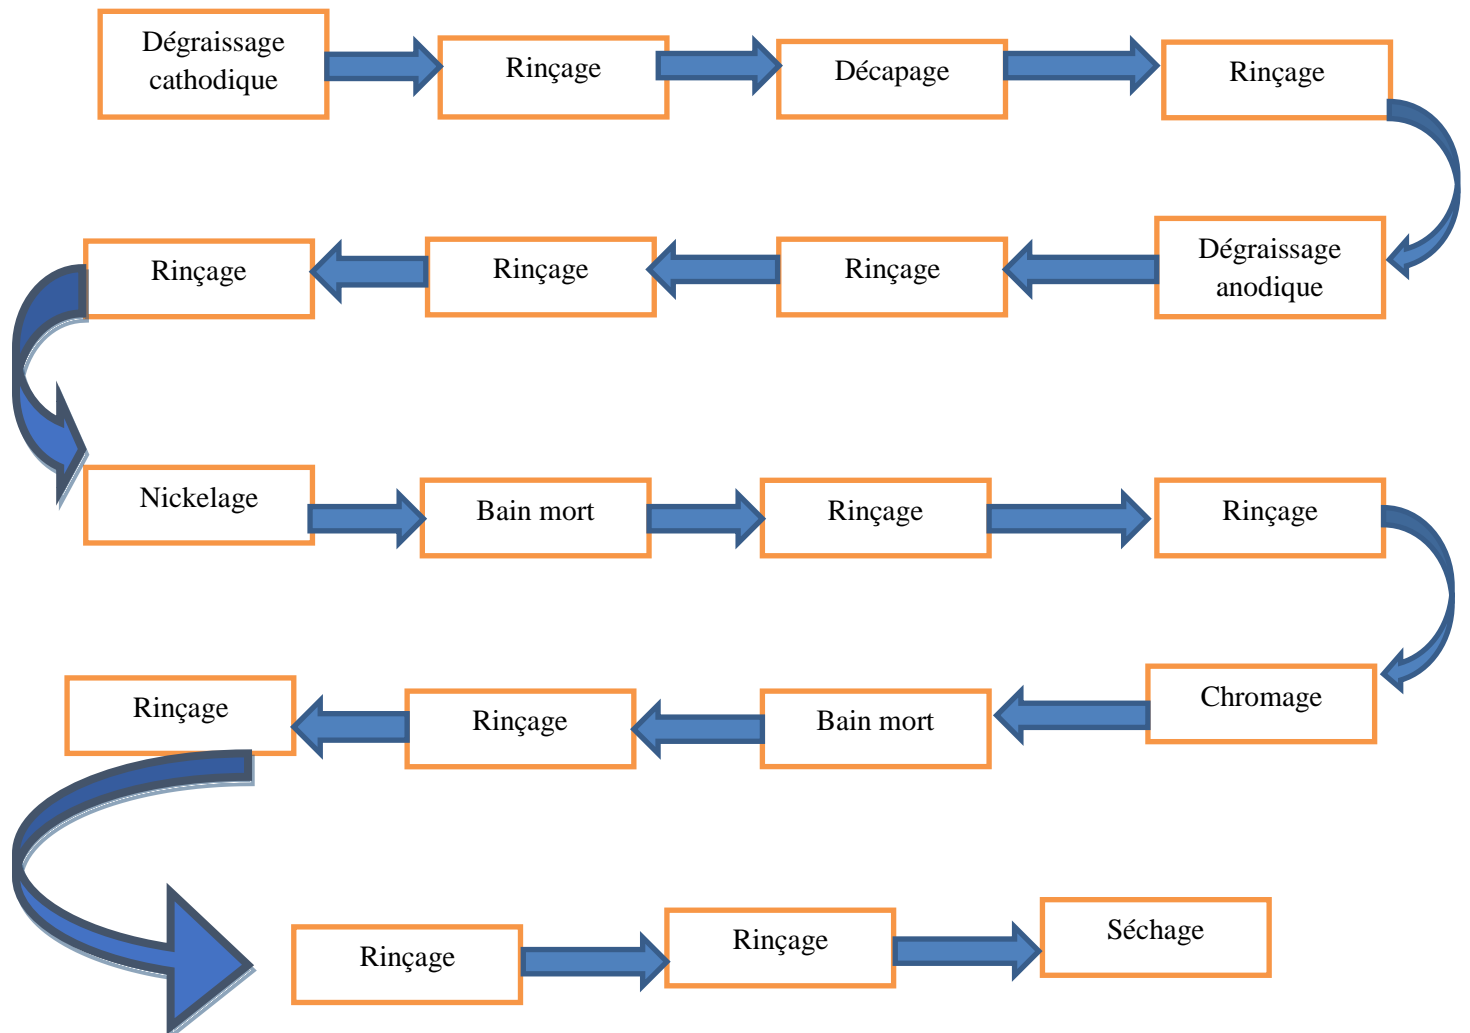 Dégraissage
cathodique
Rinçage
Décapage
Rinçage
Dégraissage
anodique
Rinçage
Rinçage
Rinçage
Nickelage
Bain mort
Rinçage
Rinçage
Chromage
Bain mort
Rinçage
Rinçage
Rinçage
Rinçage
Séchage